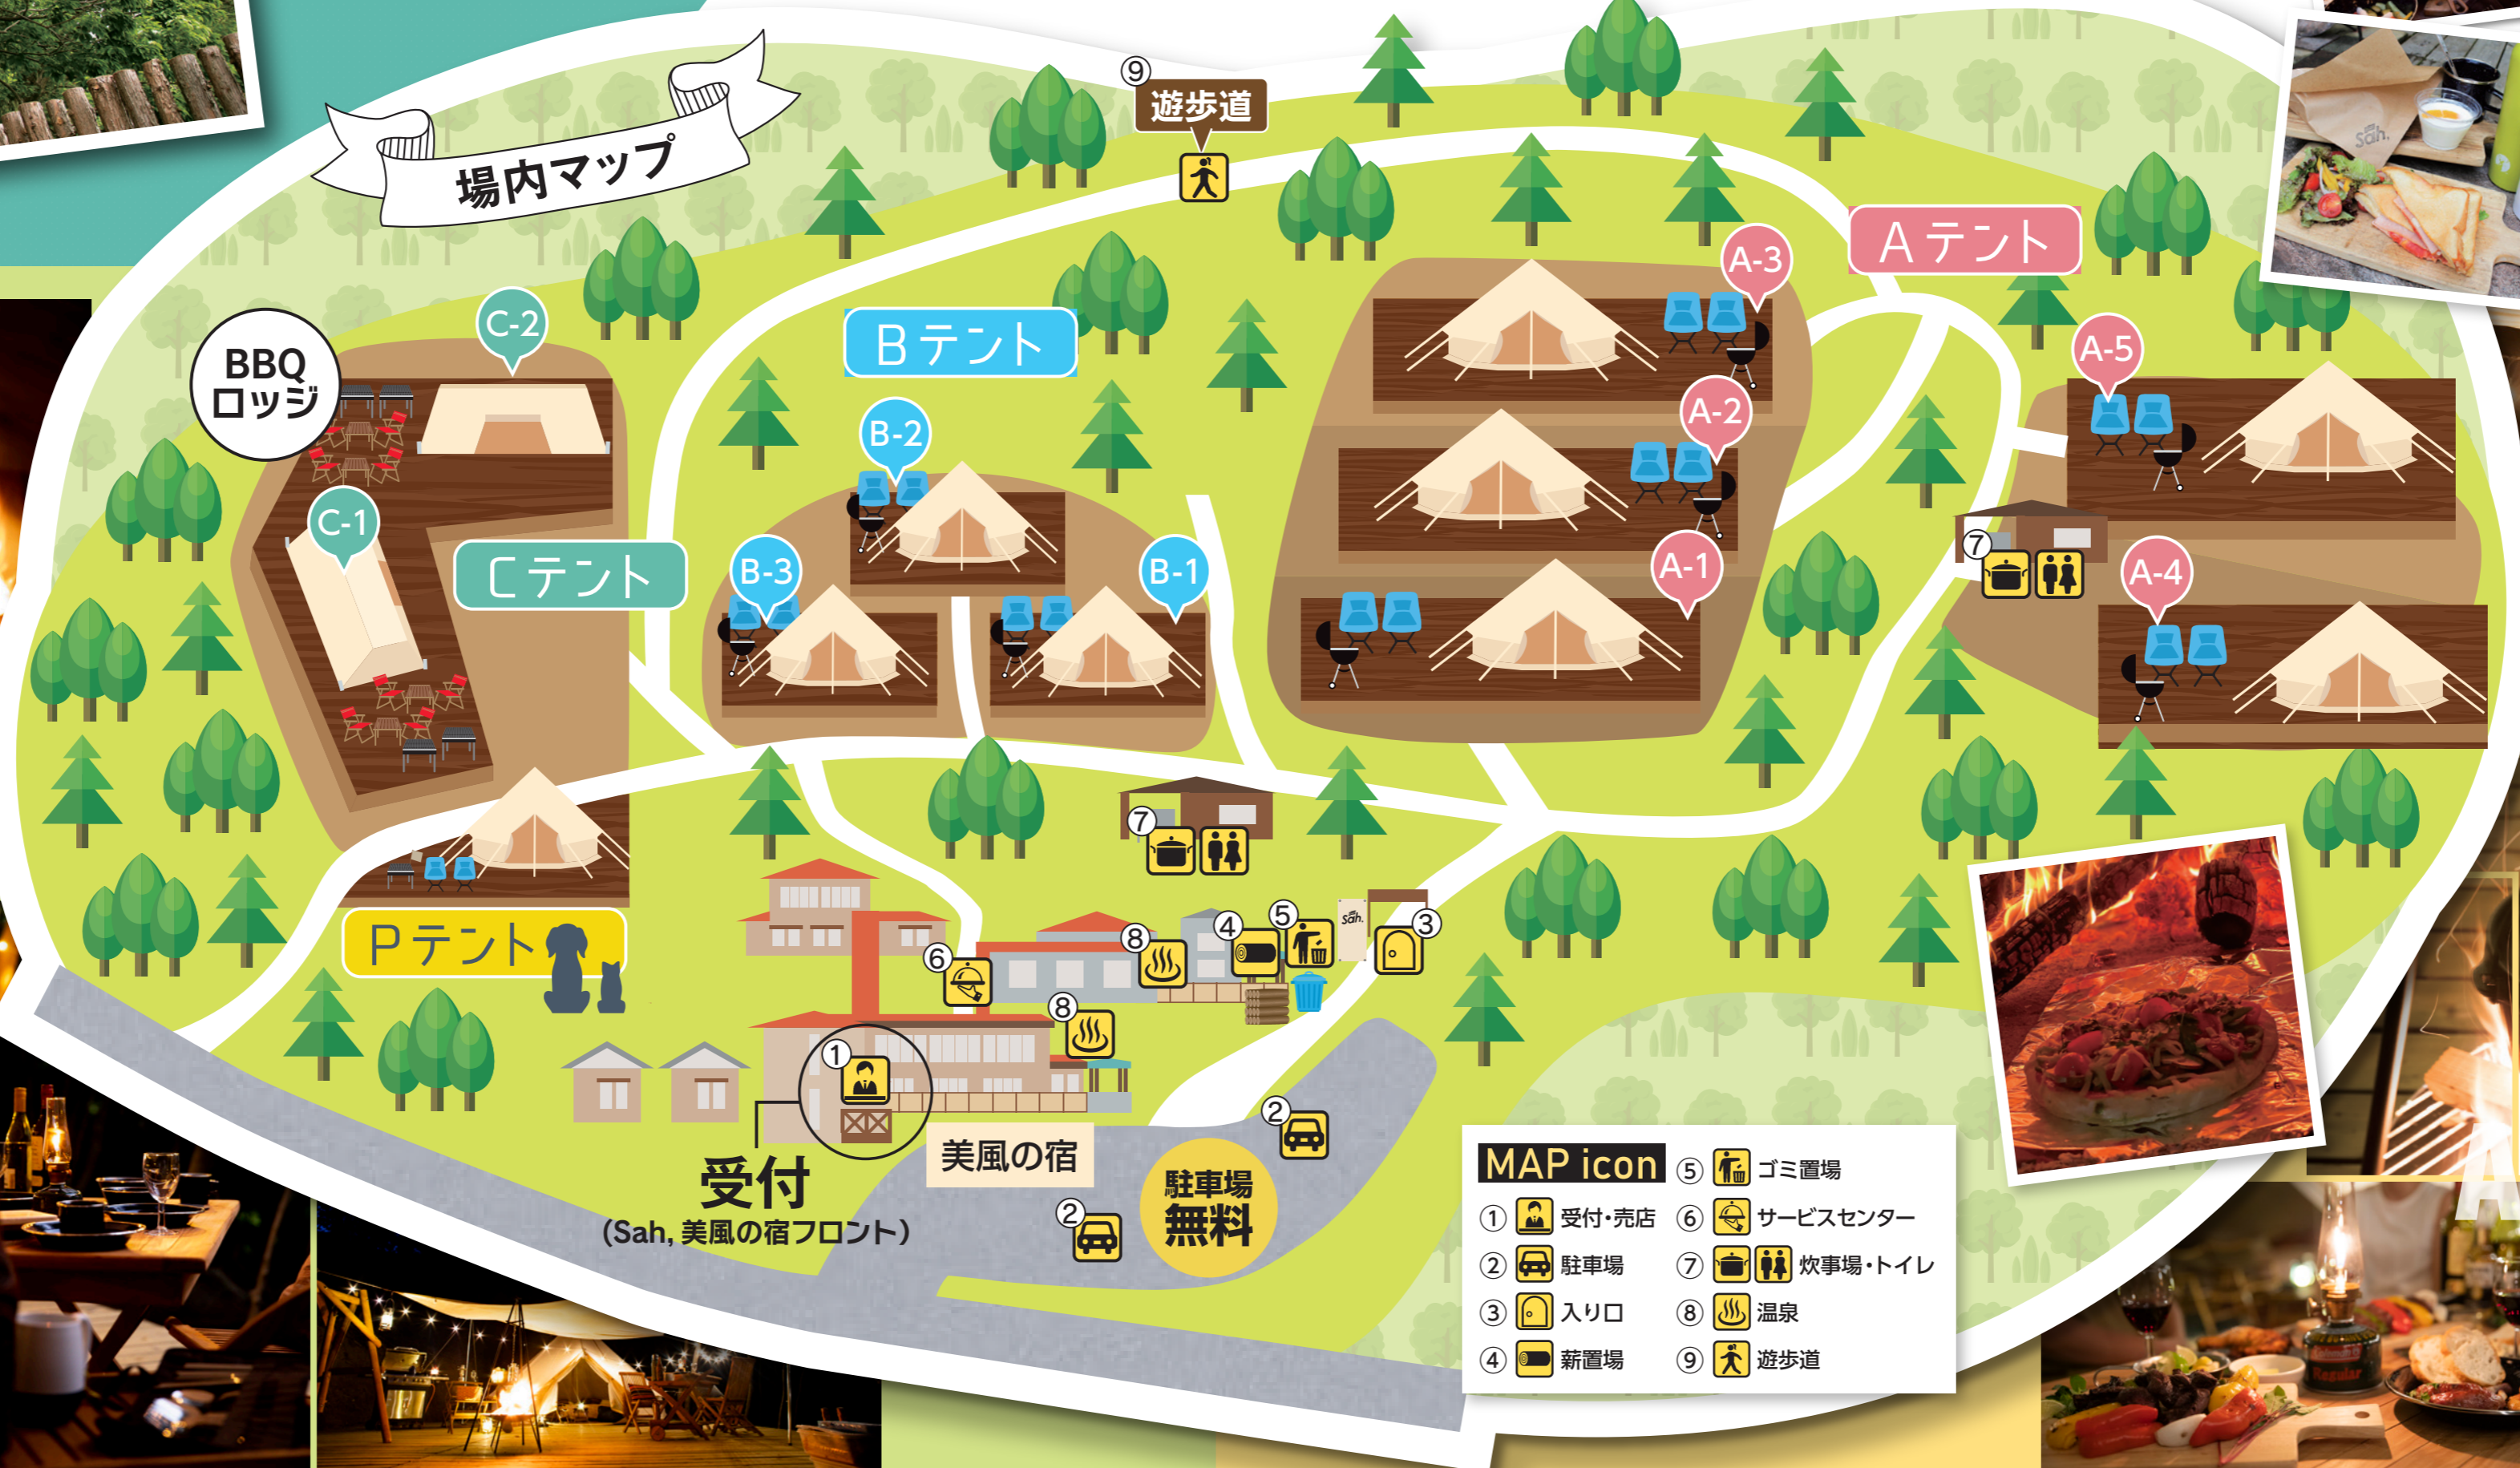 場内マップ
⑨
遊歩道
Aテント
A-3
A-2
A-1
A-5
A-4
Bテント
B-2
B-3
B-1
BBQ
ロッジ
C-2
C-1
Cテント
Pテント
⑦
⑦
⑥
⑧
⑧
④
⑤
Sah.
③
①
②
②
受付
(Sah, 美風の宿フロント)
美風の宿
駐車場
無料
MAP icon
① 受付・売店
② 駐車場
③ 入り口
④ 薪置場
⑤ ゴミ置場
⑥ サービスセンター
⑦ 炊事場・トイレ
⑧ 温泉
⑨ 遊歩道
Sah.
Regular
A